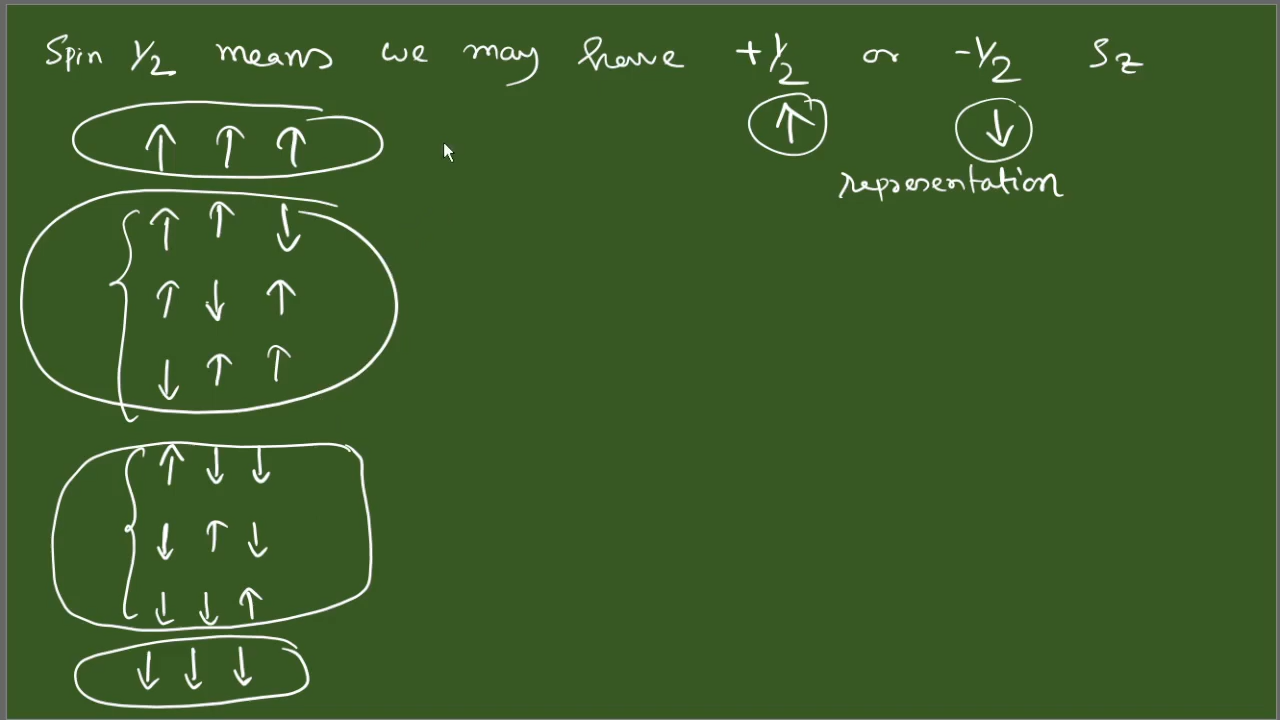 Spin 1/2 means we may have +1/2 or -1/2 Sz
↑ ↓
representation
↑ ↑ ↑
↑ ↑ ↓
↑ ↓ ↑
↓ ↑ ↑
↑ ↓ ↓
↓ ↑ ↓
↓ ↓ ↑
↓ ↓ ↓